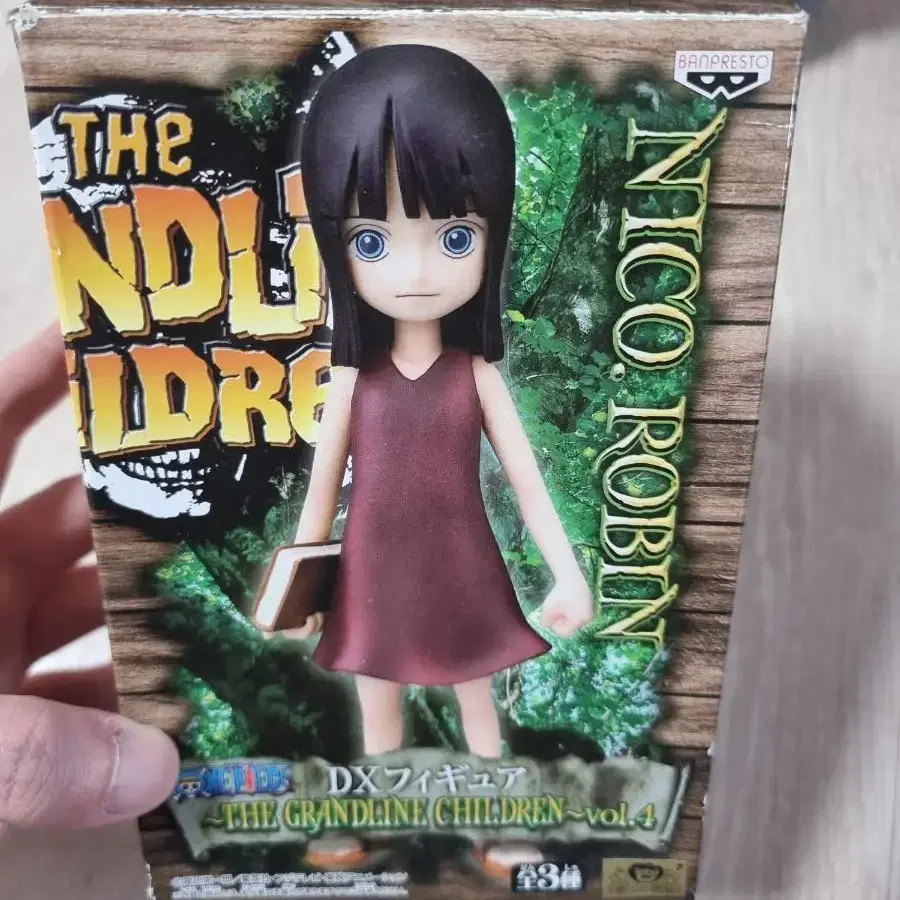 BANPRESTO
THE
NDLI
ILDRE
NICO.ROBIN
ONE PIECE
DXフィギュア
~THE GRANDLINE CHILDREN~vol.4
全3種